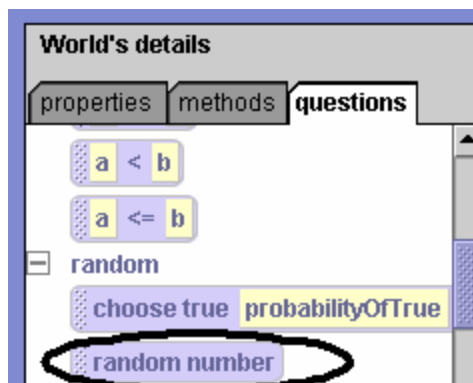 World's details
properties methods questions
a < b
a <= b
random
choose true probabilityOfTrue
random number